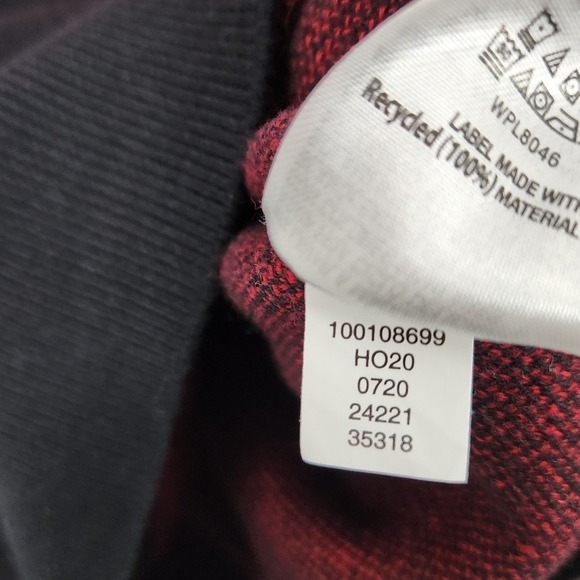 WPL8046
Recycled (100%) MATERIAL
LABEL MADE WITH
100108699
HO20
0720
24221
35318